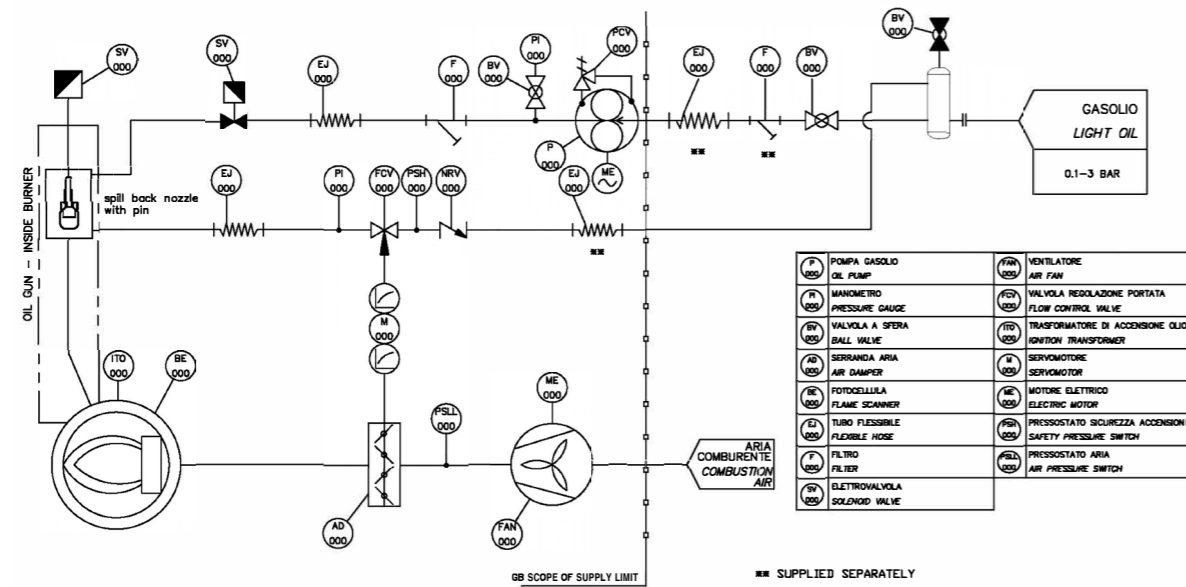 SV
000
SV
000
EJ
000
F
000
BV
000
PI
000
PCV
000
EJ
000
F
000
BV
000
BV
000
P
000
ME
000
**
**
GASOLIO
LIGHT OIL
0.1-3 BAR
OIL GUN - INSIDE BURNER
spill back nozzle
with pin
EJ
000
PI
000
FCV
000
PSH
000
NRV
000
EJ
000
**
M
000
ITO
000
BE
000
PSLL
000
ME
000
AD
000
FAN
000
ARIA
COMBURENTE
COMBUSTION
AIR
P
000
POMPA GASOLIO
OIL PUMP
FAN
000
VENTILATORE
AIR FAN
PI
000
MANOMETRO
PRESSURE GAUGE
FCV
000
VALVOLA REGOLAZIONE PORTATA
FLOW CONTROL VALVE
BV
000
VALVOLA A SFERA
BALL VALVE
ITO
000
TRASFORMATORE DI ACCENSIONE OLIO
IGNITION TRANSFORMER
AD
000
SERRANDA ARIA
AIR DAMPER
M
000
SERVOMOTORE
SERVOMOTOR
BE
000
FOTOCELLULA
FLAME SCANNER
ME
000
MOTORE ELETTRICO
ELECTRIC MOTOR
EJ
000
TUBO FLESSIBILE
FLEXIBLE HOSE
PSH
000
PRESSOSTATO SICUREZZA ACCENSION
SAFETY PRESSURE SWITCH
F
000
FILTRO
FILTER
PSLL
000
PRESSOSTATO ARIA
AIR PRESSURE SWITCH
SV
000
ELETTROVALVOLA
SOLENOID VALVE
GB SCOPE OF SUPPLY LIMIT
** SUPPLIED SEPARATELY